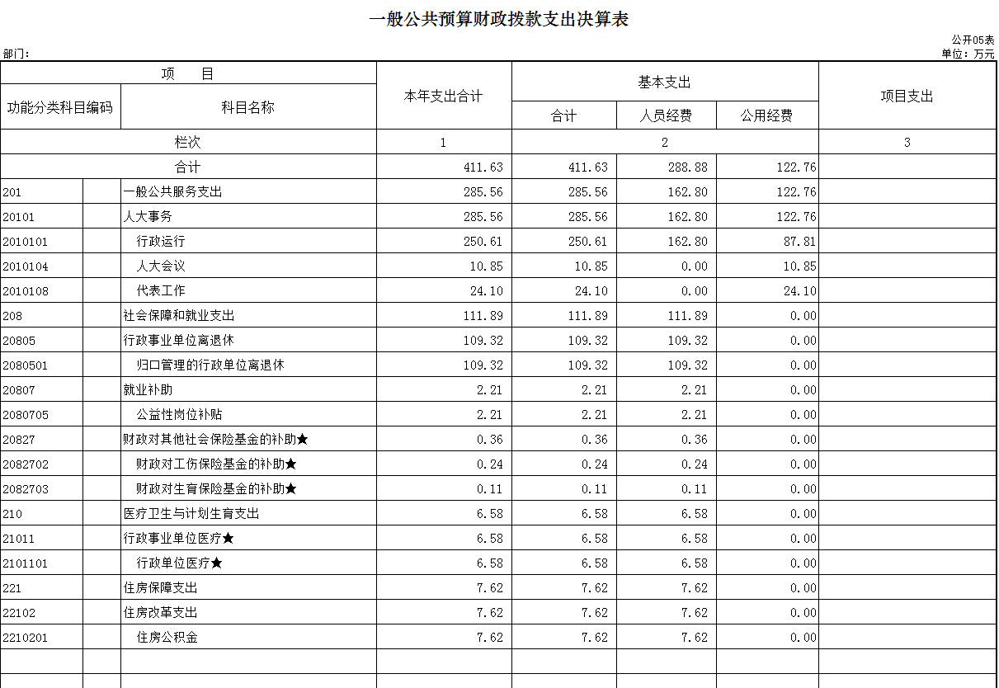 一般公共预算财政拨款支出决算表
公开05表
部门： 单位：万元
项 目 本年支出合计 基本支出 项目支出
功能分类科目编码 科目名称 合计 人员经费 公用经费
栏次 1 2 3
合计 411.63 411.63 288.88 122.76
201 一般公共服务支出 285.56 285.56 162.80 122.76
20101 人大事务 285.56 285.56 162.80 122.76
2010101 行政运行 250.61 250.61 162.80 87.81
2010104 人大会议 10.85 10.85 0.00 10.85
2010108 代表工作 24.10 24.10 0.00 24.10
208 社会保障和就业支出 111.89 111.89 111.89 0.00
20805 行政事业单位离退休 109.32 109.32 109.32 0.00
2080501 归口管理的行政单位离退休 109.32 109.32 109.32 0.00
20807 就业补助 2.21 2.21 2.21 0.00
2080705 公益性岗位补贴 2.21 2.21 2.21 0.00
20827 财政对其他社会保险基金的补助★ 0.36 0.36 0.36 0.00
2082702 财政对工伤保险基金的补助★ 0.24 0.24 0.24 0.00
2082703 财政对生育保险基金的补助★ 0.11 0.11 0.11 0.00
210 医疗卫生与计划生育支出 6.58 6.58 6.58 0.00
21011 行政事业单位医疗★ 6.58 6.58 6.58 0.00
2101101 行政单位医疗★ 6.58 6.58 6.58 0.00
221 住房保障支出 7.62 7.62 7.62 0.00
22102 住房改革支出 7.62 7.62 7.62 0.00
2210201 住房公积金 7.62 7.62 7.62 0.00